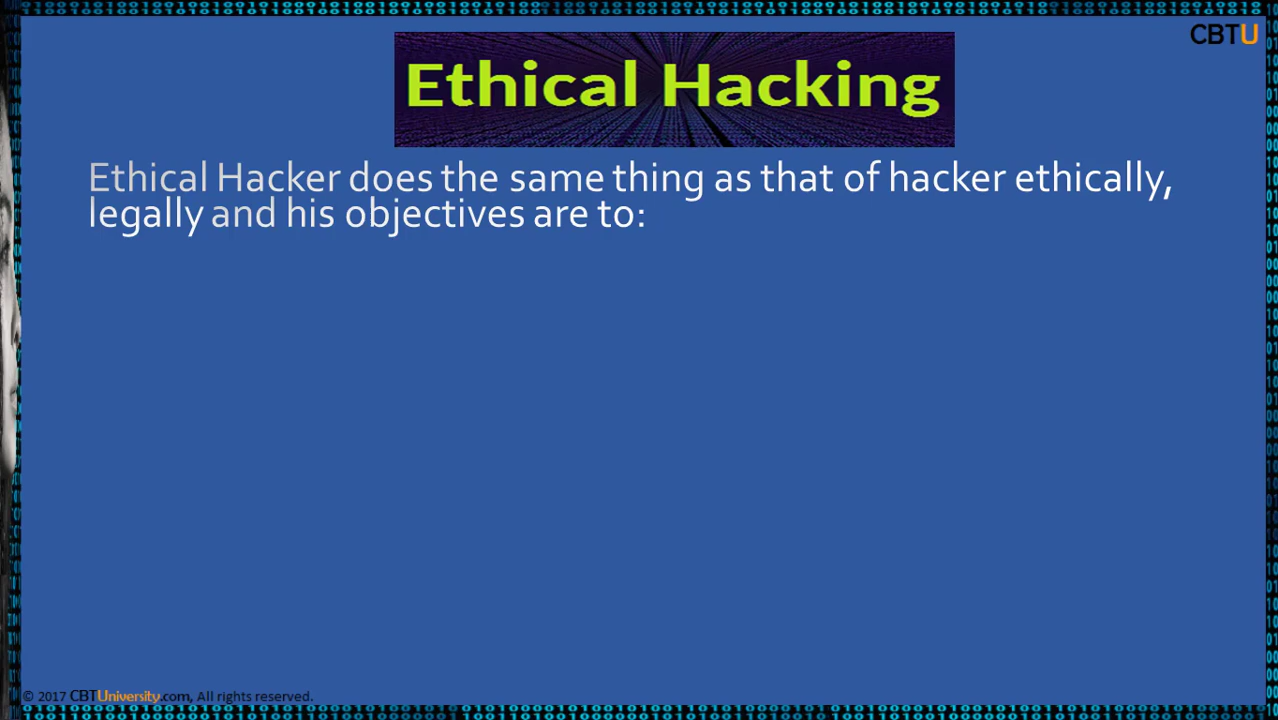 CBTU
Ethical Hacking
Ethical Hacker does the same thing as that of hacker ethically,
legally and his objectives are to:
© 2017 CBTUniversity.com, All rights reserved.